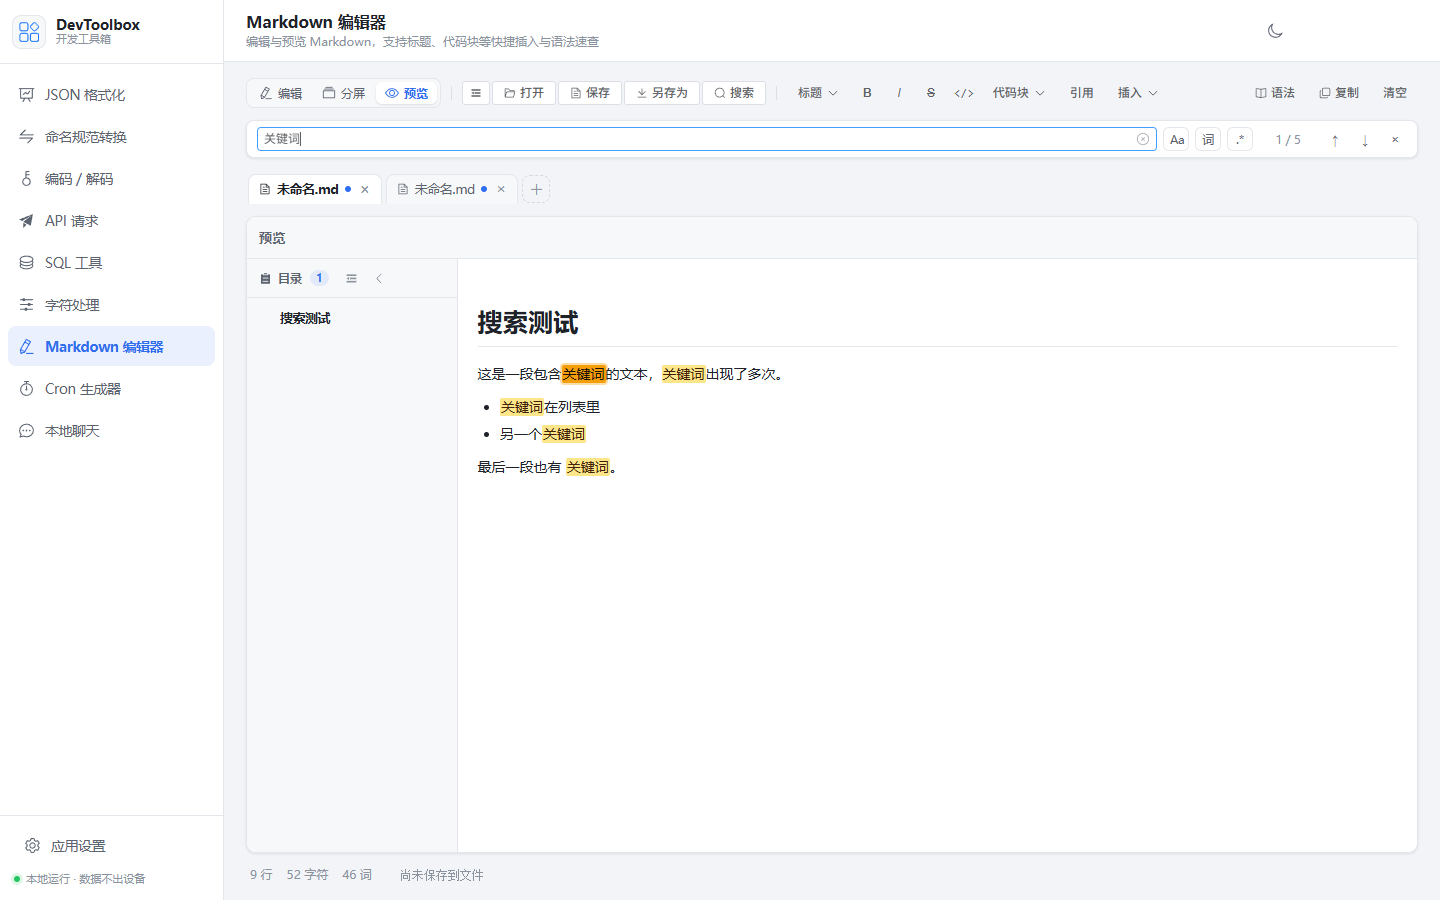 DevToolbox
开发工具箱
JSON 格式化
命名规范转换
编码 / 解码
API 请求
SQL 工具
字符处理
Markdown 编辑器
Cron 生成器
本地聊天
应用设置
本地运行 · 数据不出设备
Markdown 编辑器
编辑与预览 Markdown，支持标题、代码块等快捷插入与语法速查
编辑 分屏 预览 打开 保存 另存为 搜索 标题 B I S </> 代码块 引用 插入 语法 复制 清空
关键词 Aa 词 .* 1 / 5 ↑ ↓ ×
未命名.md × 未命名.md × +
预览
目录 1
搜索测试
搜索测试
这是一段包含关键词的文本，关键词出现了多次。
• 关键词在列表里
• 另一个关键词
最后一段也有 关键词。
9 行 52 字符 46 词 尚未保存到文件